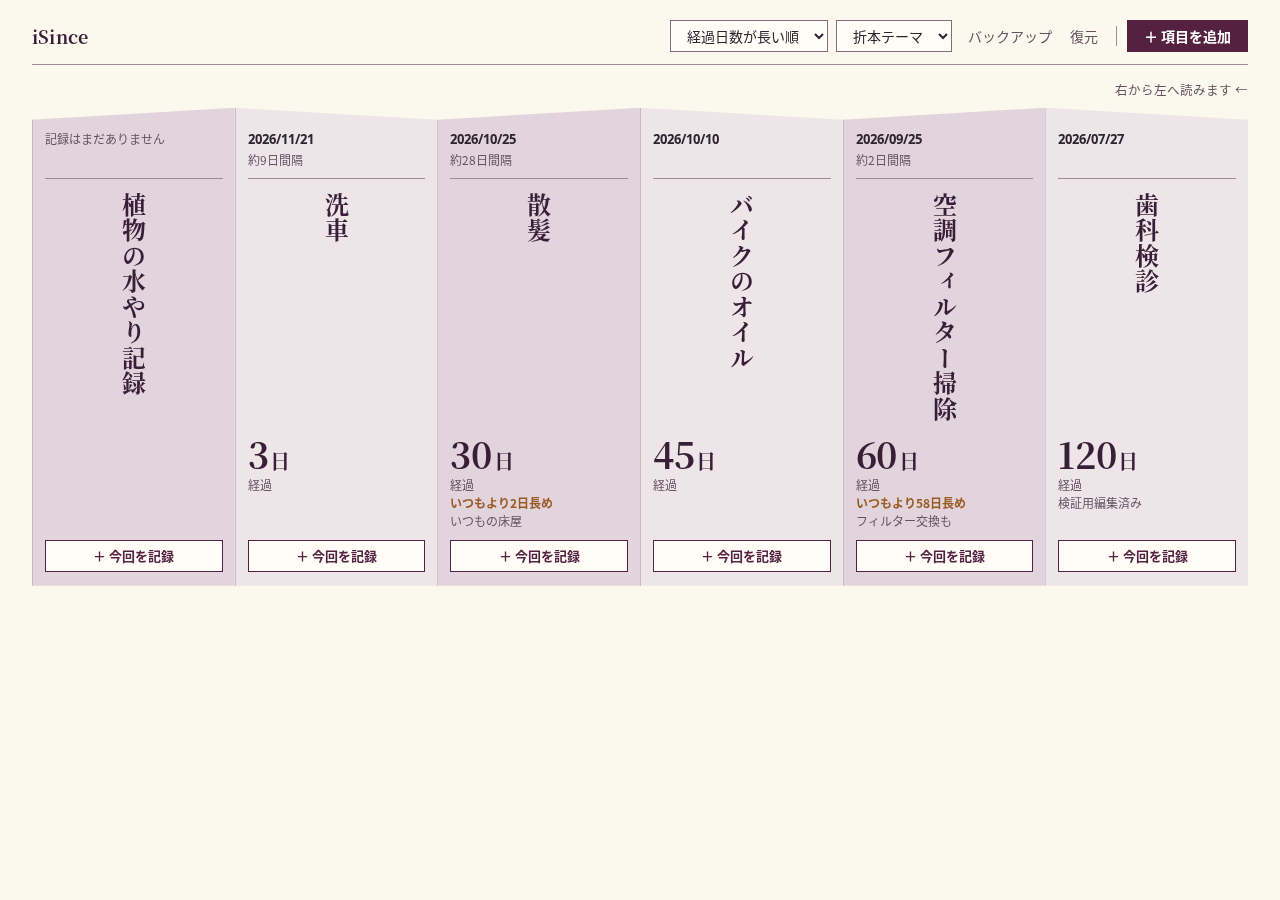 iSince
経過日数が長い順
折本テーマ
バックアップ
復元
＋ 項目を追加
右から左へ読みます ←
2026/07/27
歯科検診
120日
経過
検証用編集済み
＋ 今回を記録
2026/09/25
約2日間隔
空調フィルター掃除
60日
経過
いつもより58日長め
フィルター交換も
＋ 今回を記録
2026/10/10
バイクのオイル
45日
経過
＋ 今回を記録
2026/10/25
約28日間隔
散髪
30日
経過
いつもより2日長め
いつもの床屋
＋ 今回を記録
2026/11/21
約9日間隔
洗車
3日
経過
＋ 今回を記録
記録はまだありません
植物の水やり記録
＋ 今回を記録